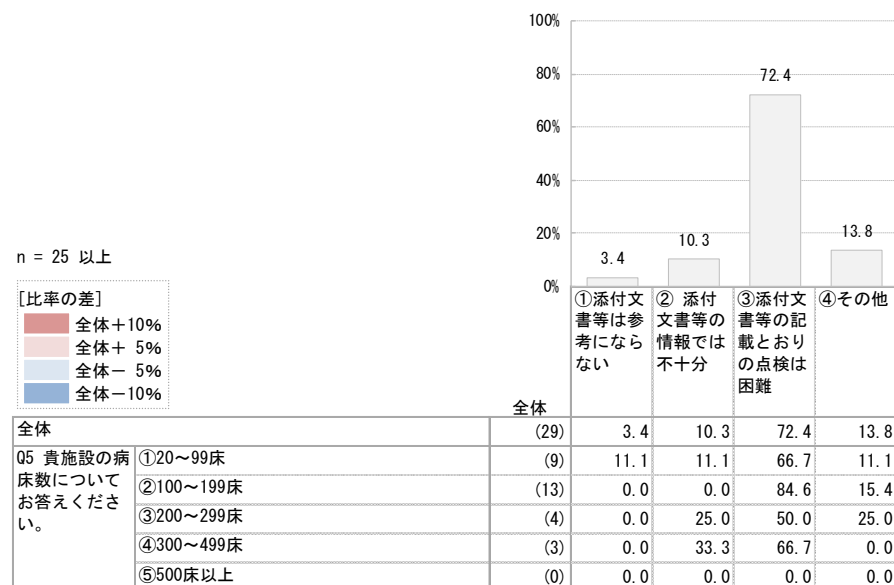 100%
80%
60%
40%
20%
0%
3.4
10.3
72.4
13.8
n = 25 以上
[比率の差]
全体+10%
全体+ 5%
全体- 5%
全体-10%
全体
①添付文
書等は参
考になら
ない
② 添付
文書等の
情報では
不十分
③添付文
書等の記
載とおり
の点検は
困難
④その他
全体 (29) 3.4 10.3 72.4 13.8
Q5 貴施設の病
床数について
お答えくださ
い。
①20~99床 (9) 11.1 11.1 66.7 11.1
②100~199床 (13) 0.0 0.0 84.6 15.4
③200~299床 (4) 0.0 25.0 50.0 25.0
④300~499床 (3) 0.0 33.3 66.7 0.0
⑤500床以上 (0) 0.0 0.0 0.0 0.0